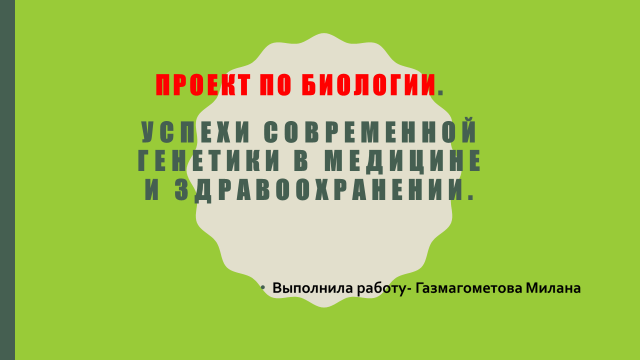 ПРОЕКТ ПО БИОЛОГИИ.
УСПЕХИ СОВРЕМЕННОЙ
ГЕНЕТИКИ В МЕДИЦИНЕ
И ЗДРАВООХРАНЕНИИ.
• Выполнила работу- Газмагометова Милана